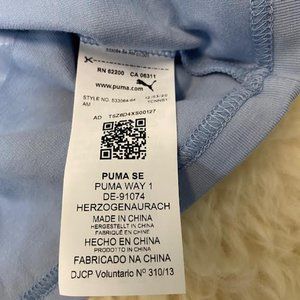 RN 62200 CA 06311
www.puma.com
STYLE NO.
AM
AD TSZ6D4XS00127
PUMA SE
PUMA WAY 1
DE-91074
HERZOGENAURACH
MADE IN CHINA
HERGESTELLT IN CHINA
FABRIQUÉ EN CHINE
HECHO EN CHINA
PRODOTTO IN CHINA
FABRICADO NA CHINA
DJCP Voluntario Nº 310/13